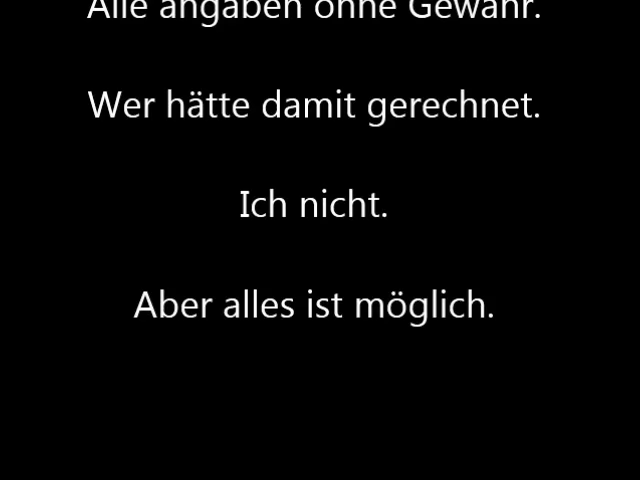 Alle angaben ohne Gewähr.
Wer hätte damit gerechnet.
Ich nicht.
Aber alles ist möglich.